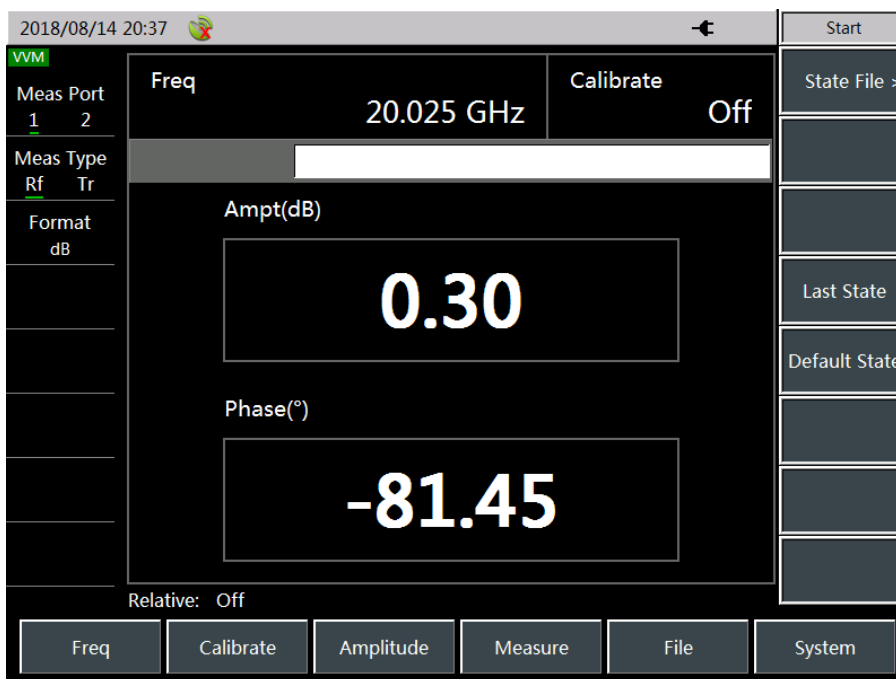 2018/08/14 20:37
Start
VVM
Meas Port
1 2
Meas Type
Rf Tr
Format
dB
Freq
20.025 GHz
Calibrate
Off
Ampt(dB)
0.30
Phase(°)
-81.45
Relative: Off
State File >
Last State
Default State
Freq
Calibrate
Amplitude
Measure
File
System